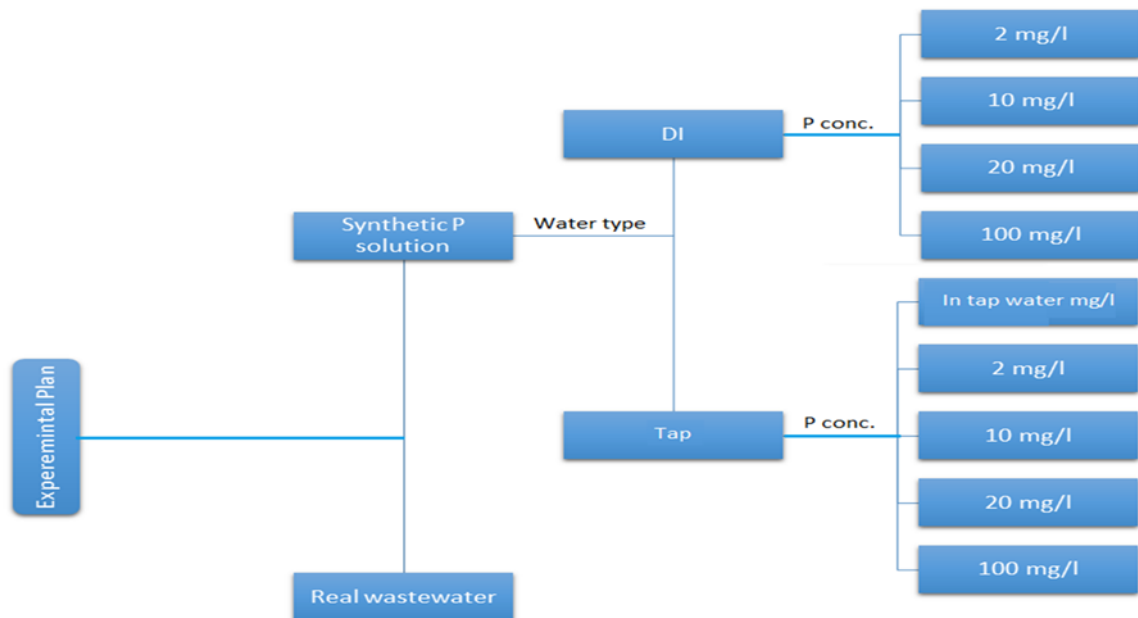 2 mg/l
10 mg/l
P conc.
DI
20 mg/l
Synthetic P
solution
Water type
100 mg/l
In tap water mg/l
2 mg/l
Experemintal Plan
P conc.
Tap
10 mg/l
20 mg/l
100 mg/l
Real wastewater